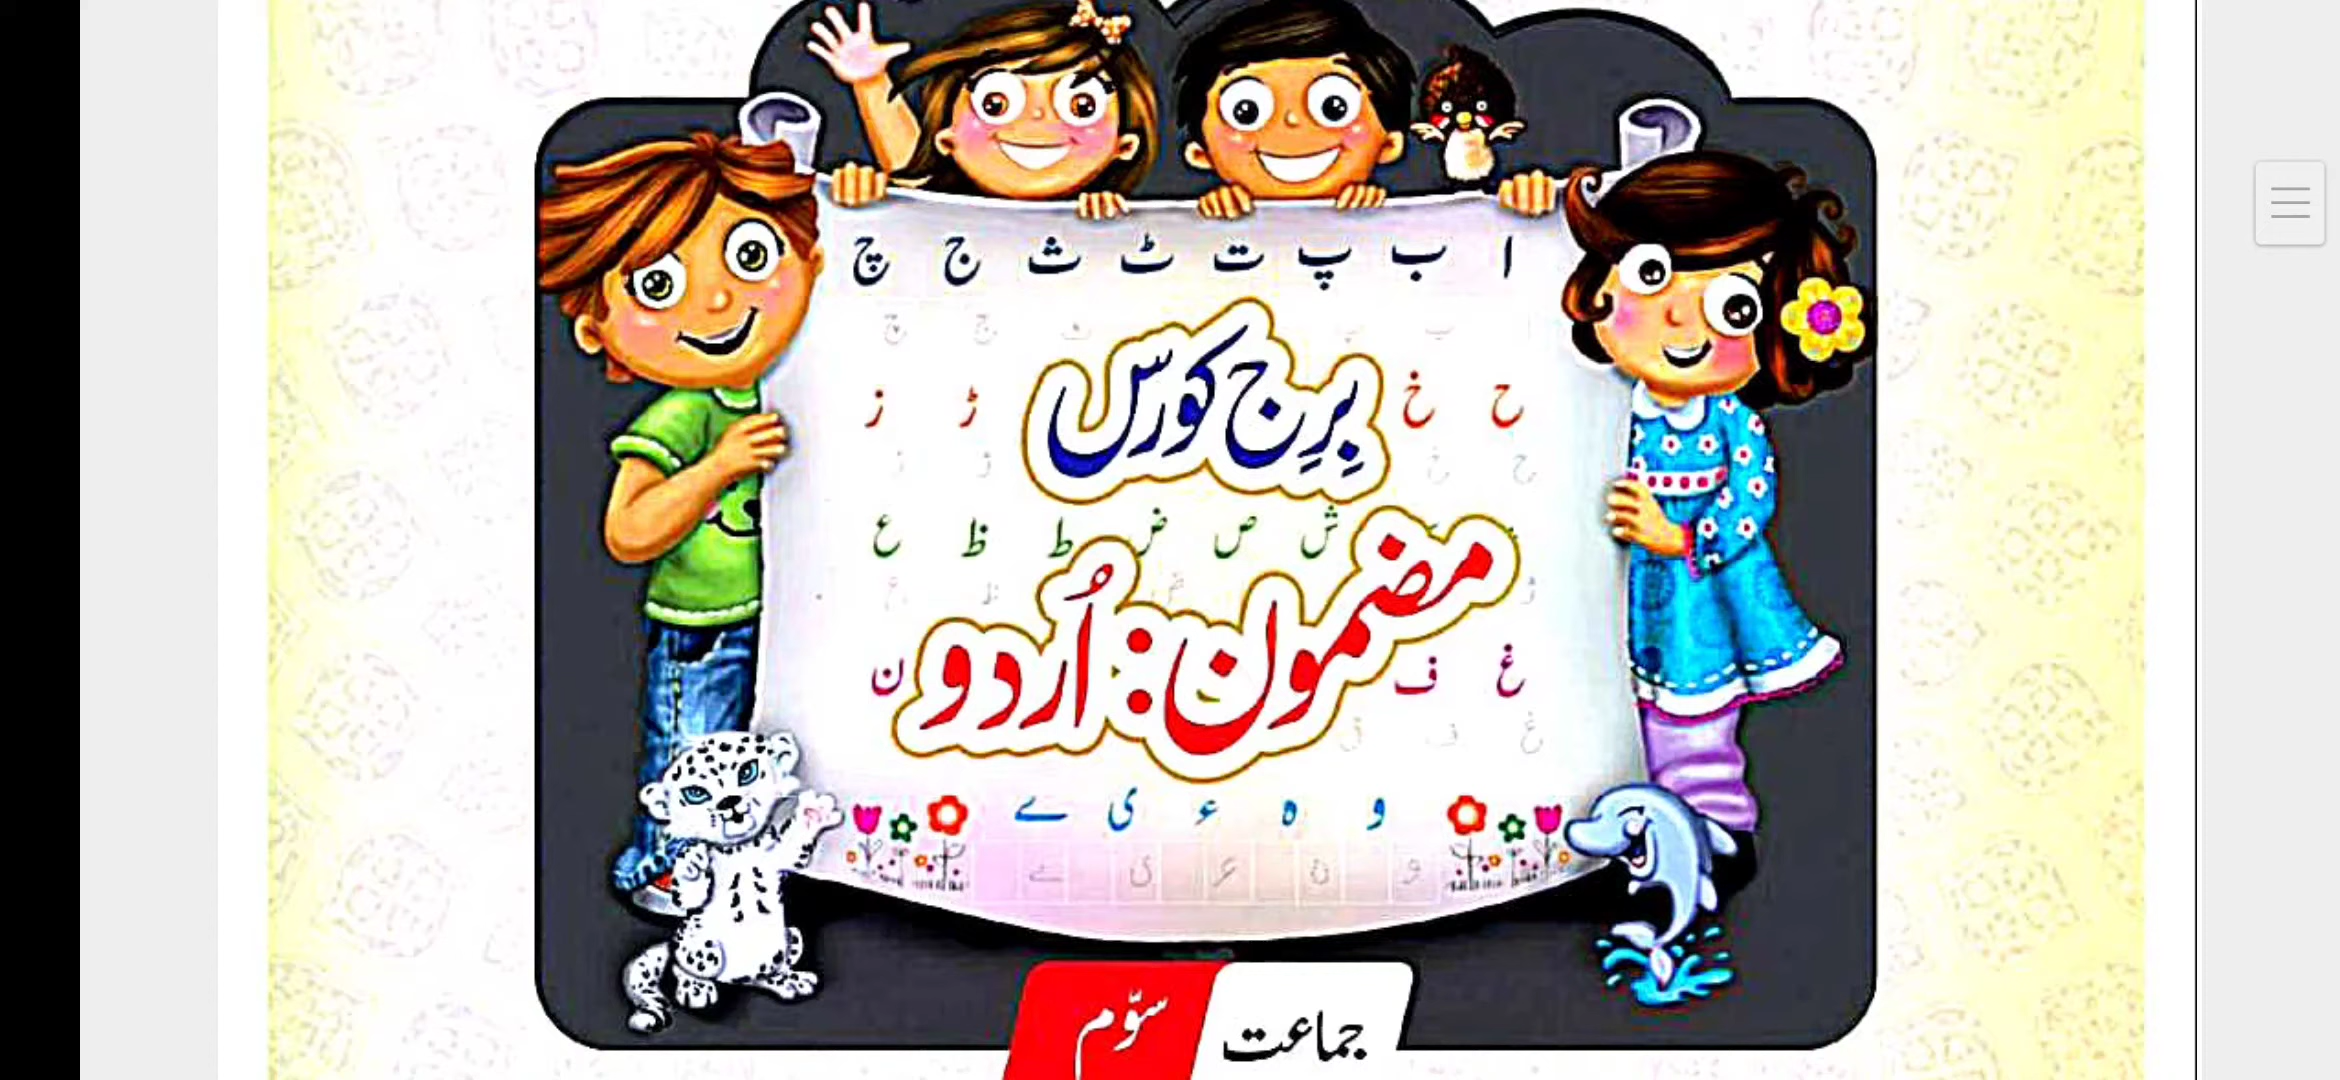 ا ب پ ت ٹ ث ج چ
برِج کورس
ح خ ڑ ز
ش ص ض ط ظ ع
مضمون: اُردو
غ ف ن
و ہ ء ی ے
و ہ ء ی ے
جماعت سوّم